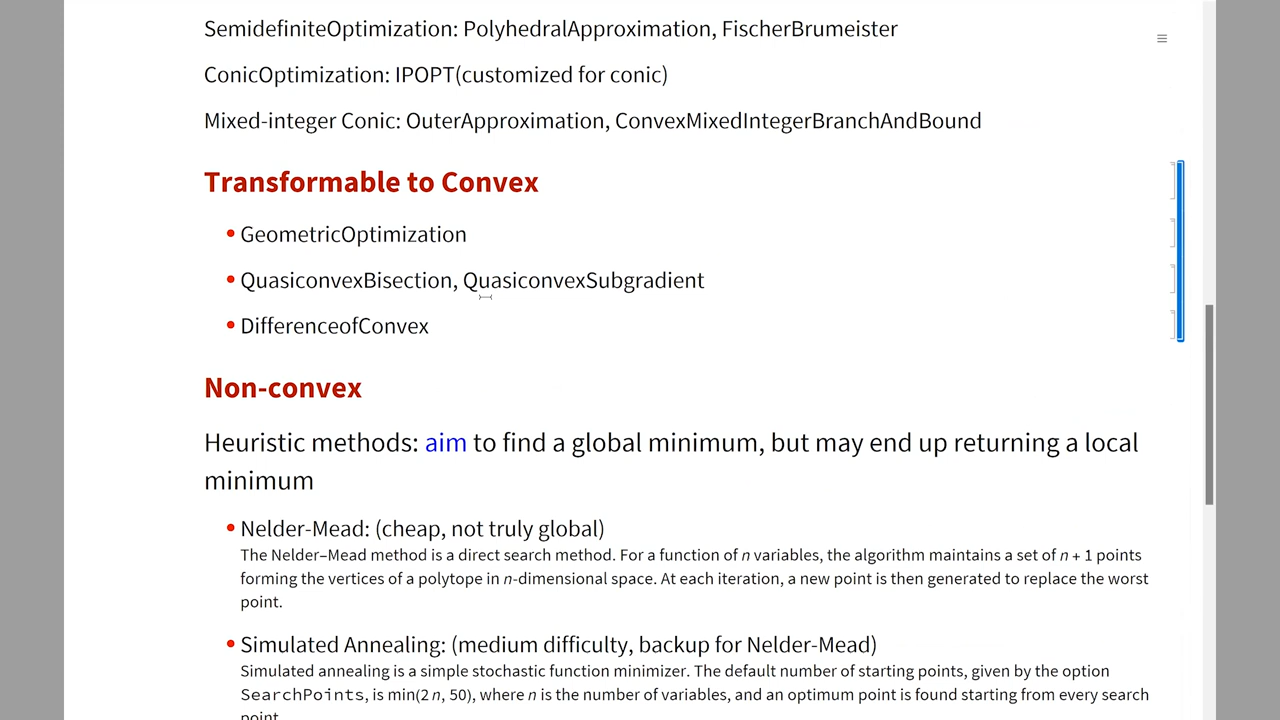 SemidefiniteOptimization: PolyhedralApproximation, FischerBrumeister
ConicOptimization: IPOPT(customized for conic)
Mixed-integer Conic: OuterApproximation, ConvexMixedIntegerBranchAndBound
Transformable to Convex
• GeometricOptimization
• QuasiconvexBisection, QuasiconvexSubgradient
• DifferenceofConvex
Non-convex
Heuristic methods: aim to find a global minimum, but may end up returning a local
minimum
• Nelder-Mead: (cheap, not truly global)
The Nelder–Mead method is a direct search method. For a function of n variables, the algorithm maintains a set of n + 1 points
forming the vertices of a polytope in n-dimensional space. At each iteration, a new point is then generated to replace the worst
point.
• Simulated Annealing: (medium difficulty, backup for Nelder-Mead)
Simulated annealing is a simple stochastic function minimizer. The default number of starting points, given by the option
SearchPoints, is min(2 n, 50), where n is the number of variables, and an optimum point is found starting from every search
point.